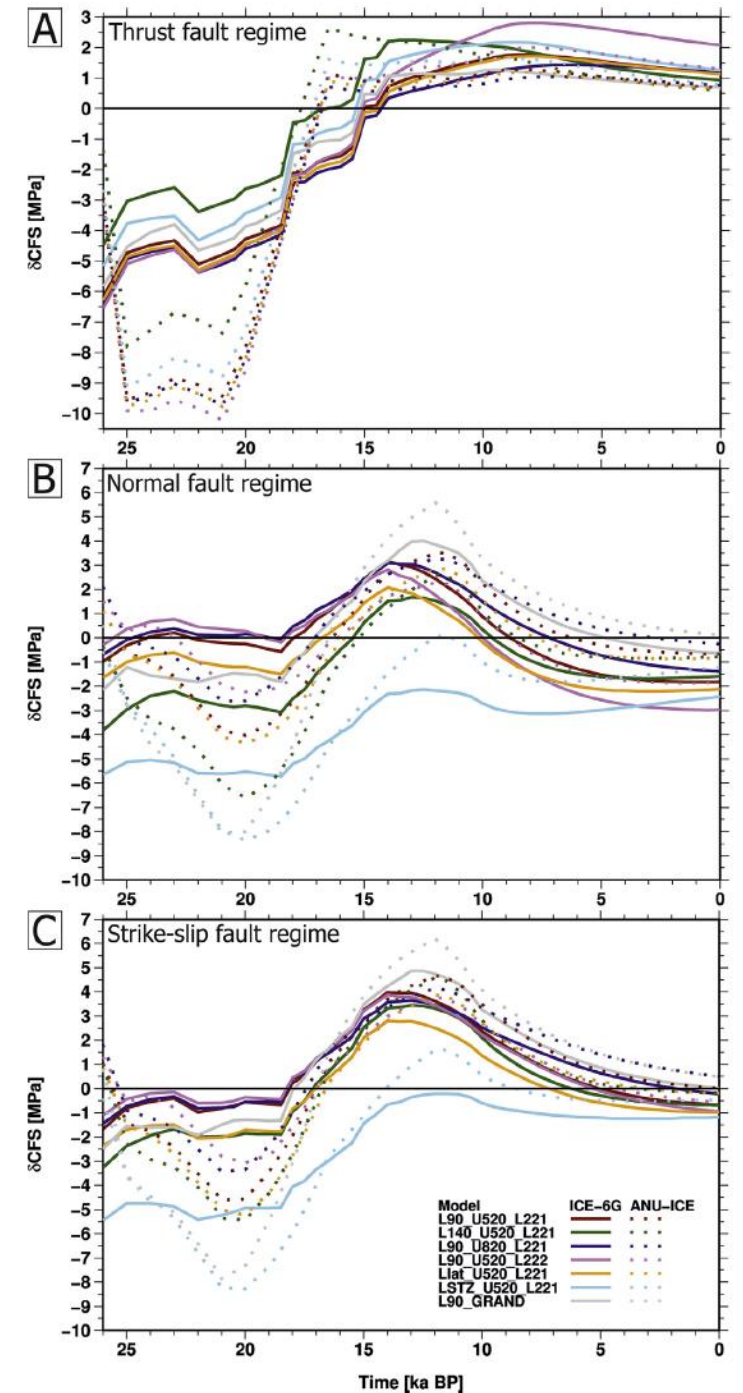 A
Thrust fault regime
3
2
1
0
−1
−2
−3
−4
−5
−6
−7
−8
−9
−10
δCFS [MPa]
25 20 15 10 5 0
B
Normal fault regime
7
6
5
4
3
2
1
0
−1
−2
−3
−4
−5
−6
−7
−8
−9
−10
δCFS [MPa]
25 20 15 10 5 0
C
Strike-slip fault regime
7
6
5
4
3
2
1
0
−1
−2
−3
−4
−5
−6
−7
−8
−9
−10
δCFS [MPa]
Model ICE−6G ANU−ICE
L90_U520_L221
L140_U520_L221
L90_U820_L221
L90_U520_L222
Llat_U520_L221
LSTZ_U520_L221
L90_GRAND
25 20 15 10 5 0
Time [ka BP]